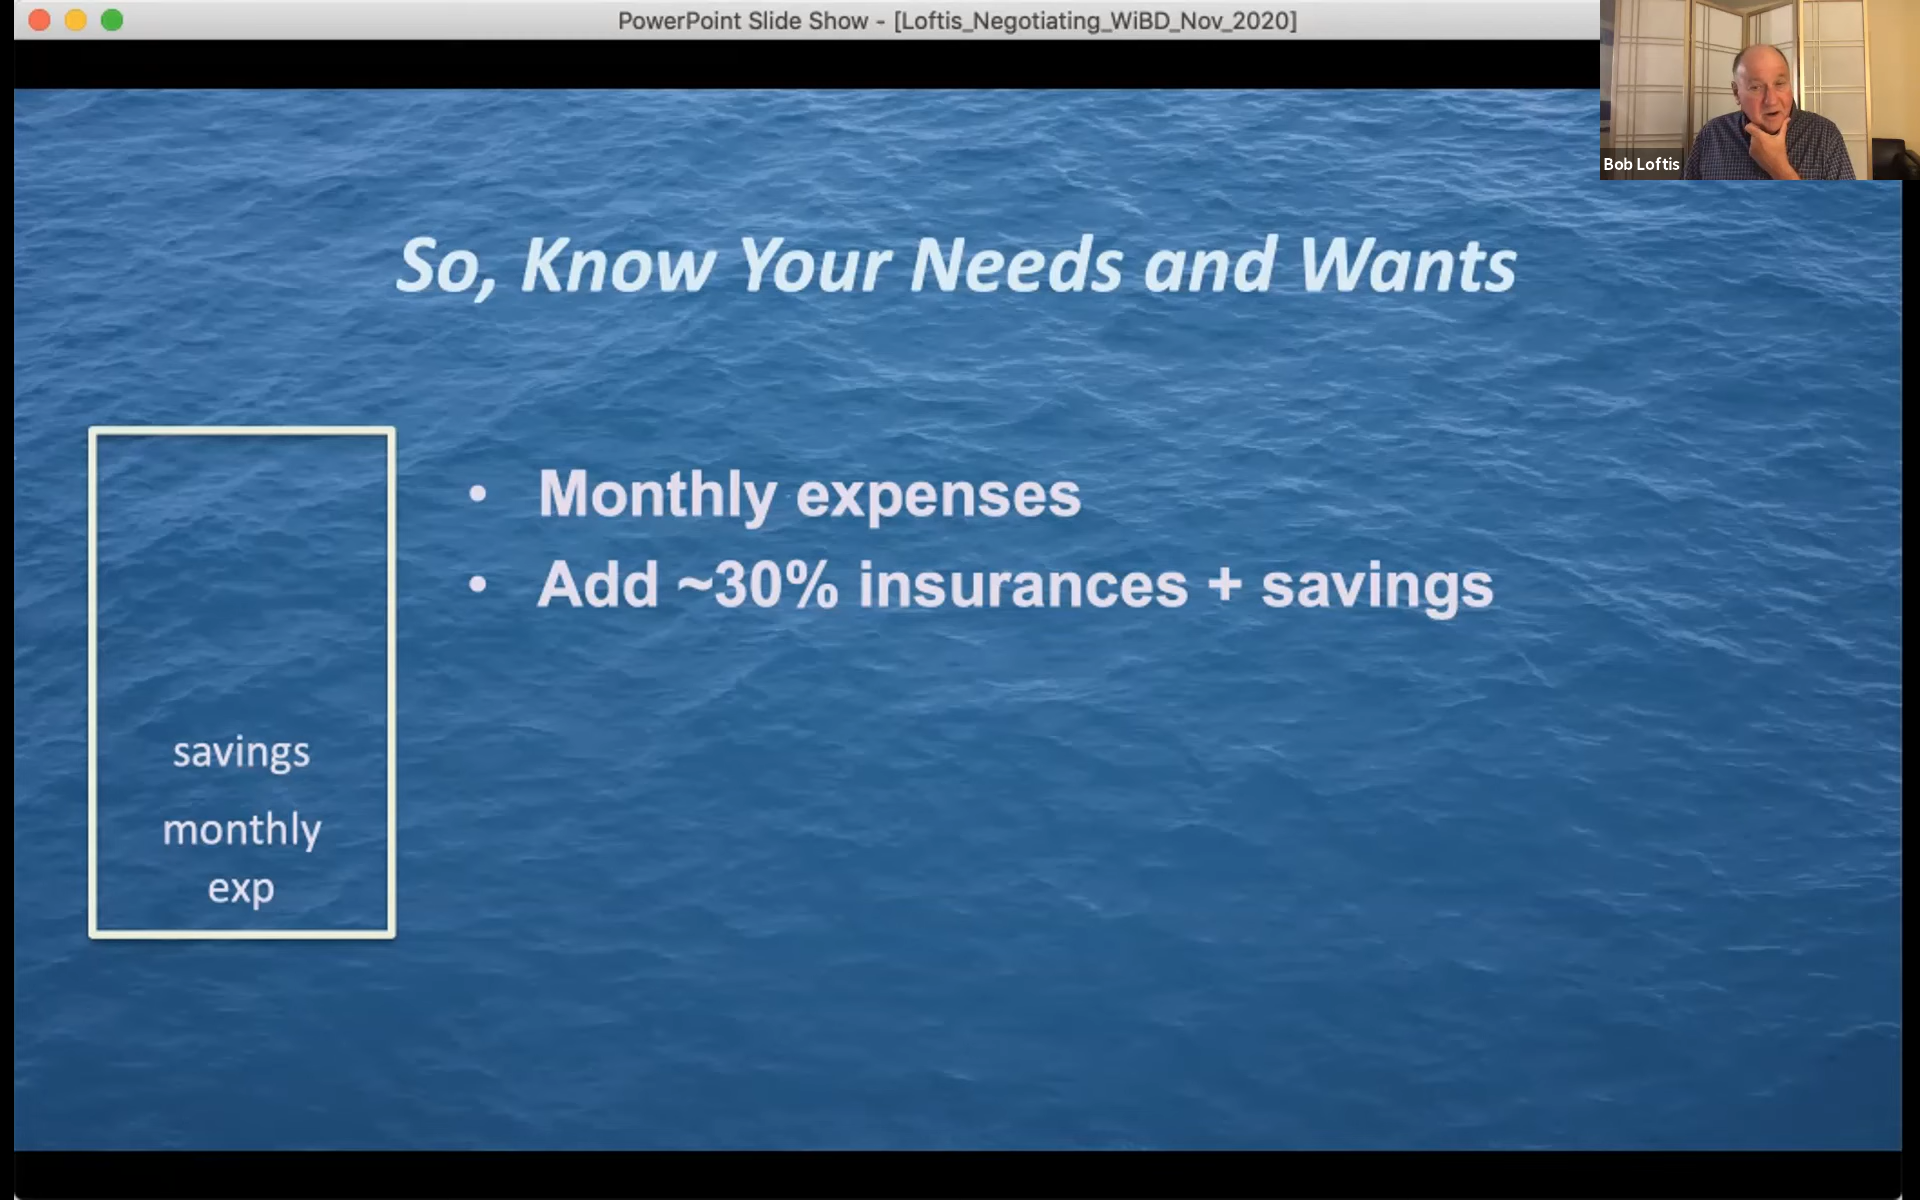 PowerPoint Slide Show - [Loftis_Negotiating_WiBD_Nov_2020]
Bob Loftis
So, Know Your Needs and Wants
• Monthly expenses
• Add ~30% insurances + savings
savings
monthly
exp